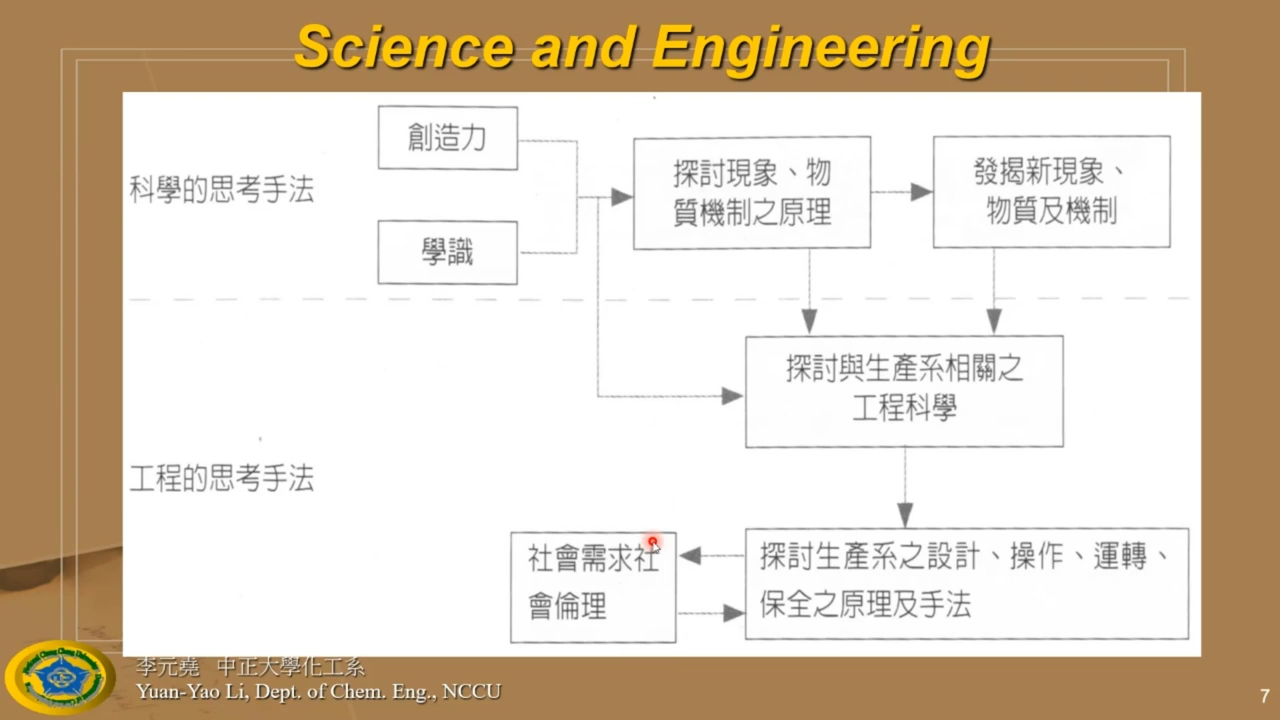 Science and Engineering
創造力
科學的思考手法
學識
探討現象、物
質機制之原理
發揭新現象、
物質及機制
探討與生產系相關之
工程科學
工程的思考手法
社會需求社
會倫理
探討生產系之設計、操作、運轉、
保全之原理及手法
李元堯 中正大學化工系
Yuan-Yao Li, Dept. of Chem. Eng., NCCU
7